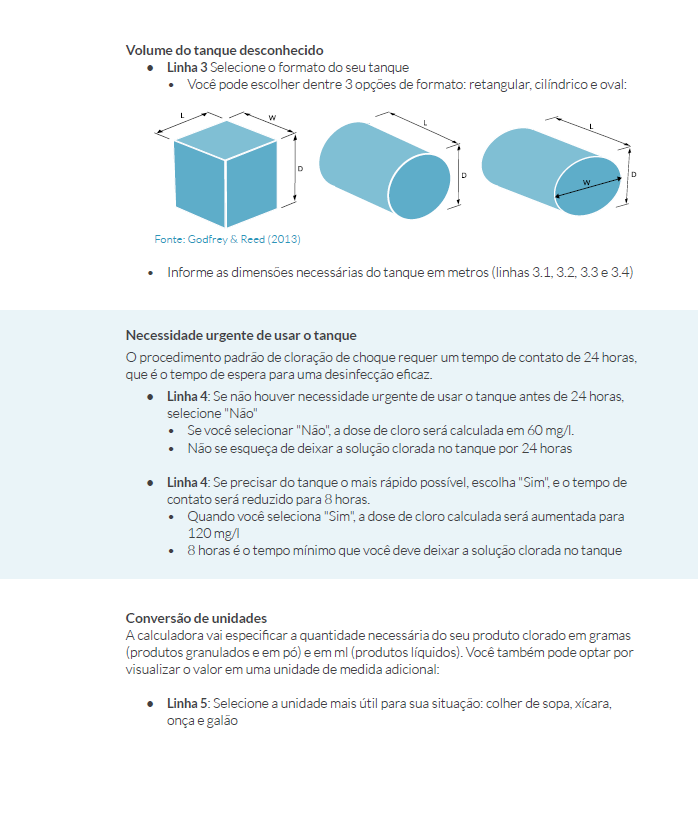 Volume do tanque desconhecido
● Linha 3 Selecione o formato do seu tanque
• Você pode escolher dentre 3 opções de formato: retangular, cilíndrico e oval:
L W D
L D
L W D
Fonte: Godfrey & Reed (2013)
• Informe as dimensões necessárias do tanque em metros (linhas 3.1, 3.2, 3.3 e 3.4)
Necessidade urgente de usar o tanque
O procedimento padrão de cloração de choque requer um tempo de contato de 24 horas,
que é o tempo de espera para uma desinfecção eficaz.
● Linha 4: Se não houver necessidade urgente de usar o tanque antes de 24 horas,
selecione "Não"
• Se você selecionar "Não", a dose de cloro será calculada em 60 mg/l.
• Não se esqueça de deixar a solução clorada no tanque por 24 horas
● Linha 4: Se precisar do tanque o mais rápido possível, escolha "Sim", e o tempo de
contato será reduzido para 8 horas.
• Quando você seleciona "Sim", a dose de cloro calculada será aumentada para
120 mg/l
• 8 horas é o tempo mínimo que você deve deixar a solução clorada no tanque
Conversão de unidades
A calculadora vai especificar a quantidade necessária do seu produto clorado em gramas
(produtos granulados e em pó) e em ml (produtos líquidos). Você também pode optar por
visualizar o valor em uma unidade de medida adicional:
● Linha 5: Selecione a unidade mais útil para sua situação: colher de sopa, xícara,
onça e galão